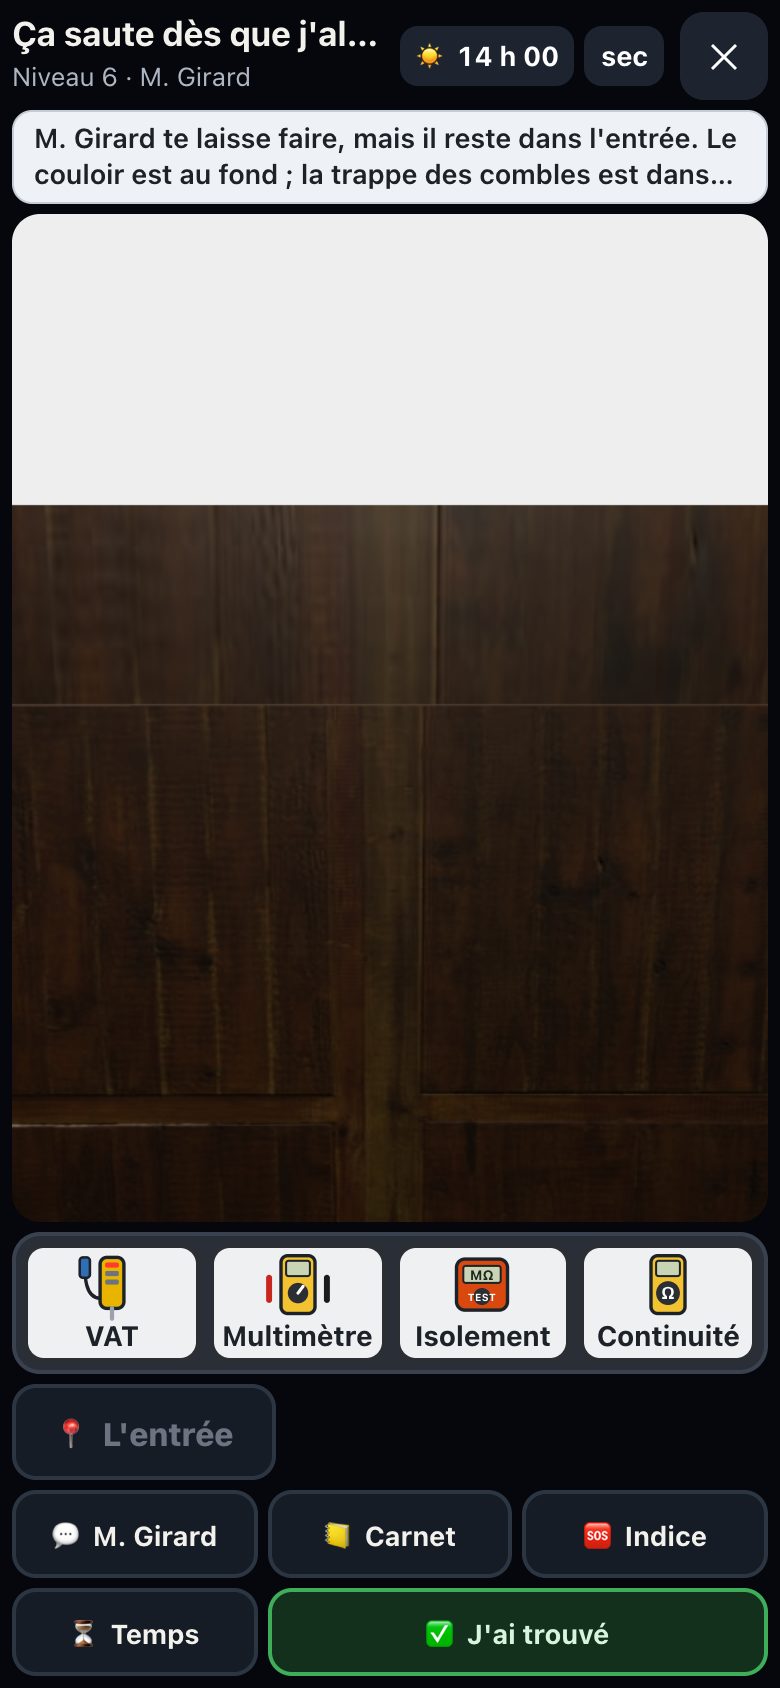 Ça saute dès que j'al...
Niveau 6 · M. Girard
14 h 00
sec
M. Girard te laisse faire, mais il reste dans l'entrée. Le
couloir est au fond ; la trappe des combles est dans...
MΩ
TEST
Ω
VAT
Multimètre
Isolement
Continuité
L'entrée
M. Girard
Carnet
SOS
Indice
Temps
J'ai trouvé